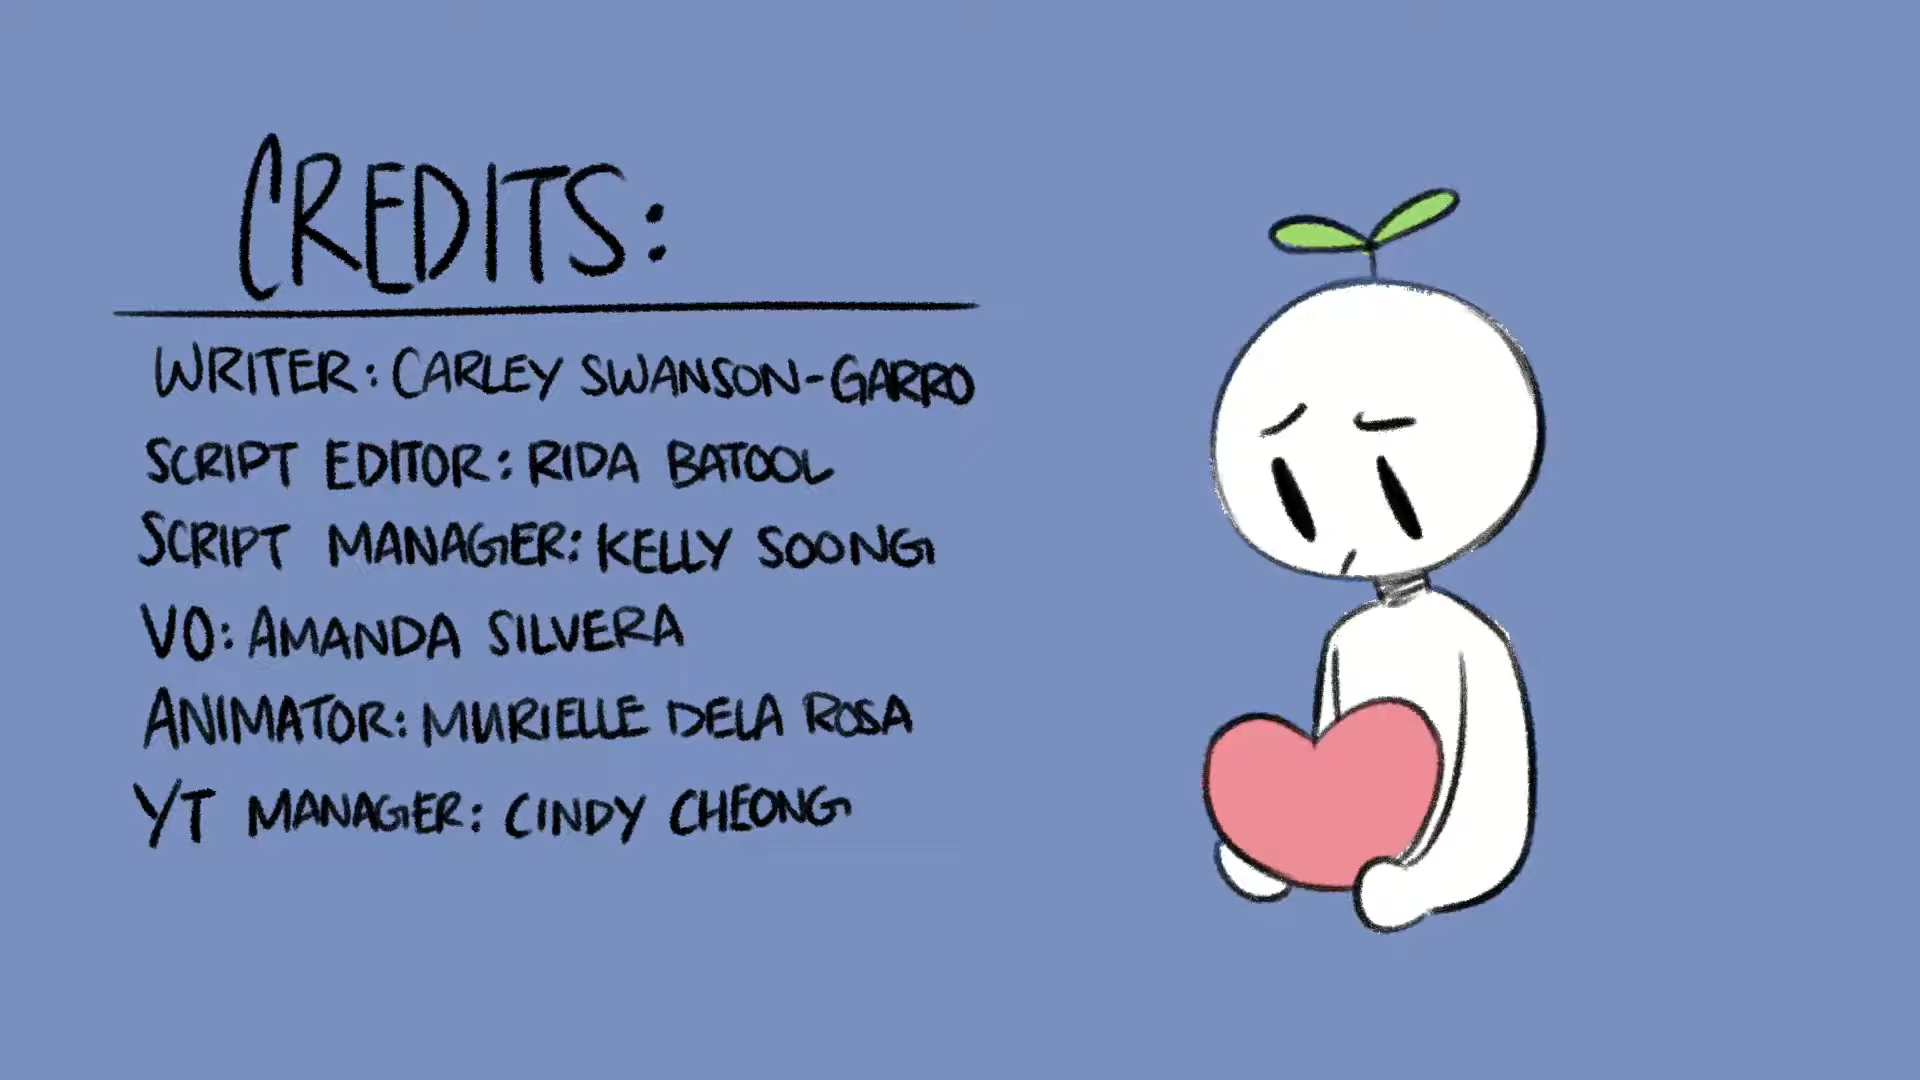 CREDITS:
WRITER: CARLEY SWANSON-GARRO
SCRIPT EDITOR: RIDA BATOOL
SCRIPT MANAGER: KELLY SOONG
VO: AMANDA SILVERA
ANIMATOR: MURIELLE DELA ROSA
YT MANAGER: CINDY CHEONG